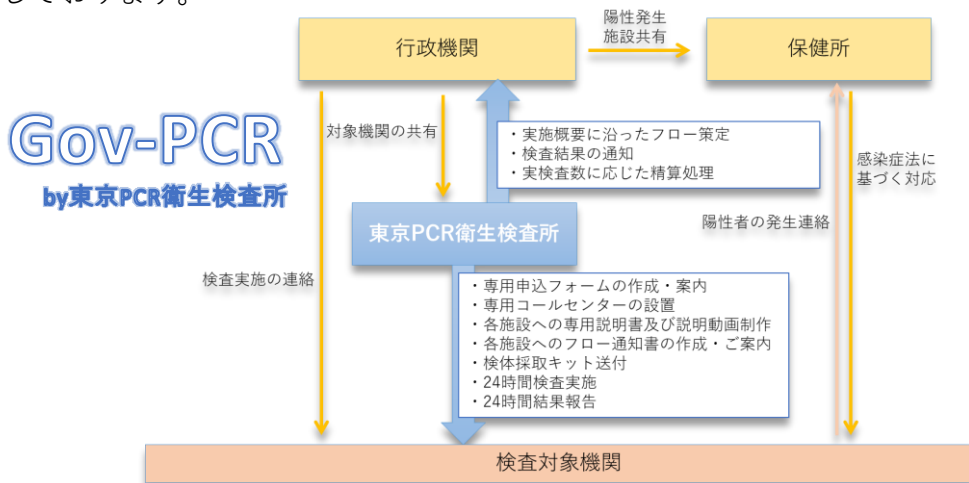 しております。
陽性発生
施設共有
行政機関
保健所
Gov-PCR
by東京PCR衛生検査所
対象機関の共有
・実施概要に沿ったフロー策定
・検査結果の通知
・実検査数に応じた精算処理
感染症法に
基づく対応
東京PCR衛生検査所
陽性者の発生連絡
検査実施の連絡
・専用申込フォームの作成・案内
・専用コールセンターの設置
・各施設への専用説明書及び説明動画制作
・各施設へのフロー通知書の作成・ご案内
・検体採取キット送付
・24時間検査実施
・24時間結果報告
検査対象機関